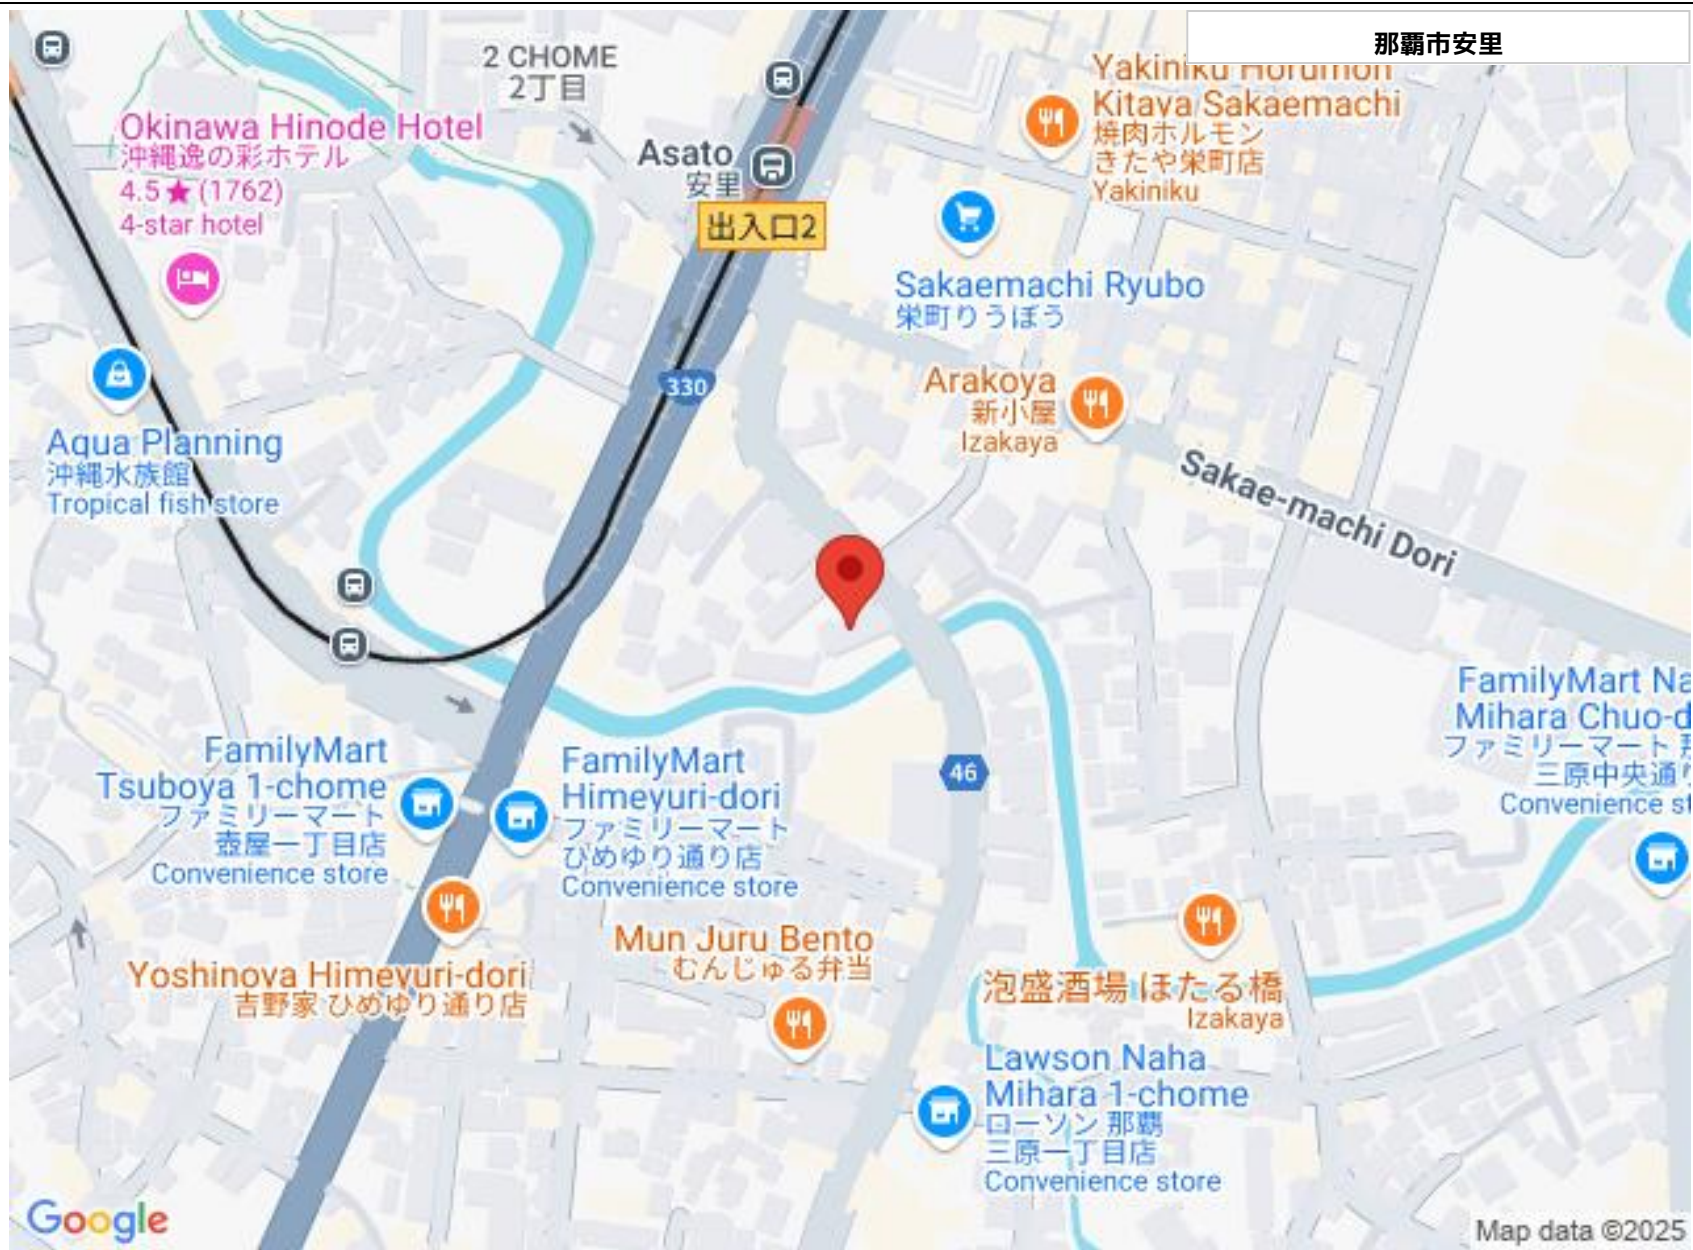 那覇市安里
2 CHOME
2丁目
Yakiniku Horumon
Kitaya Sakaemachi
焼肉ホルモン
きたや栄町店
Yakiniku
Okinawa Hinode Hotel
沖縄逸の彩ホテル
4.5★(1762)
4-star hotel
Asato
安里
出入口2
Sakaemachi Ryubo
栄町りうぼう
330
Arakoya
新小屋
Izakaya
Aqua Planning
沖縄水族館
Tropical fish store
Sakae-machi Dori
FamilyMart Na
Mihara Chuo-d
ファミリーマート
三原中央通り
Convenience st
FamilyMart
Tsuboya 1-chome
ファミリーマート
壺屋一丁目店
Convenience store
FamilyMart
Himeyuri-dori
ファミリーマート
ひめゆり通り店
Convenience store
46
Mun Juru Bento
むんじゅる弁当
Yoshinoya Himeyuri-dori
吉野家 ひめゆり通り店
泡盛酒場 ほたる橋
Izakaya
Lawson Naha
Mihara 1-chome
ローソン 那覇
三原一丁目店
Convenience store
Google
Map data ©2025